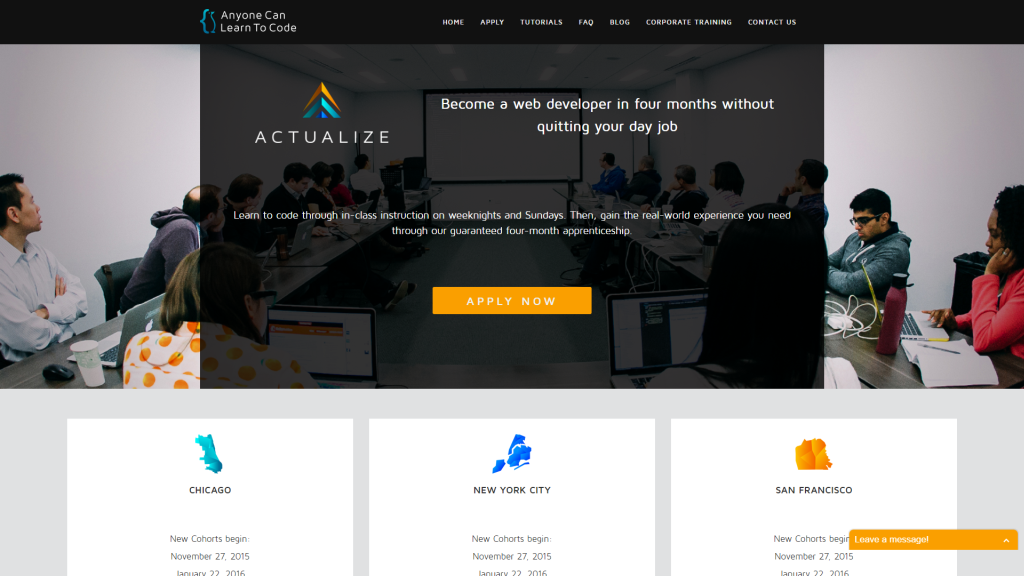 Anyone Can
Learn To Code
HOME APPLY TUTORIALS FAQ BLOG CORPORATE TRAINING CONTACT US
ACTUALIZE
Become a web developer in four months without
quitting your day job
Learn to code through in-class instruction on weeknights and Sundays. Then, gain the real-world experience you need
through our guaranteed four-month apprenticeship.
APPLY NOW
CHICAGO
New Cohorts begin:
November 27, 2015
January 22, 2016
NEW YORK CITY
New Cohorts begin:
November 27, 2015
January 22, 2016
SAN FRANCISCO
New Cohorts begin
November 27, 2015
January 22, 2016
Leave a message!